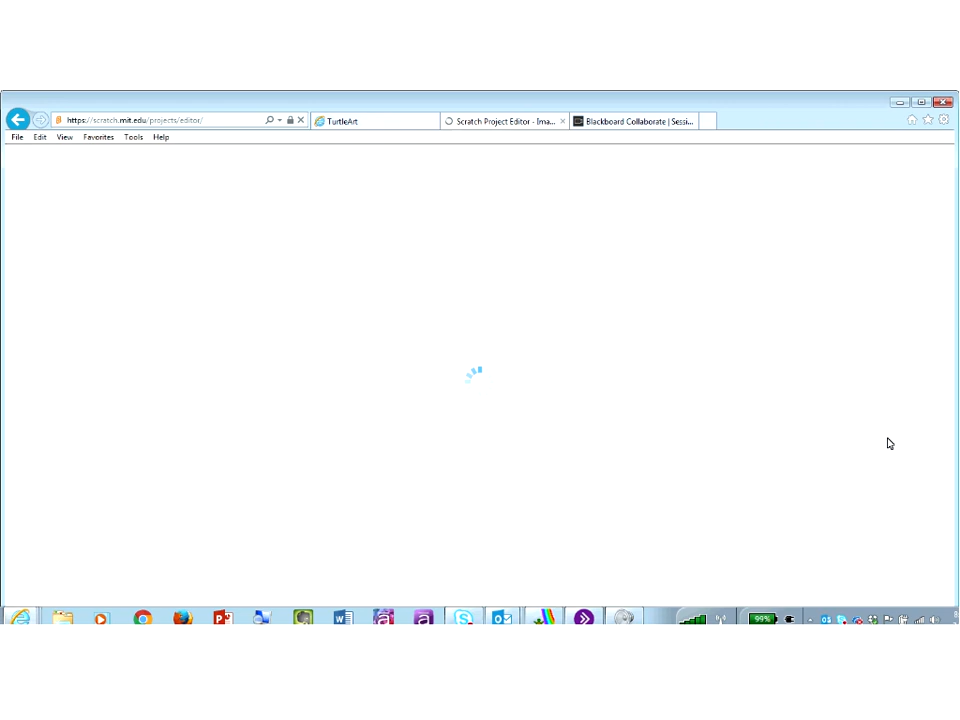 https://scratch.mit.edu/projects/editor/
TurtleArt
Scratch Project Editor - Ima...
Blackboard Collaborate | Sessi...
File Edit View Favorites Tools Help
99%